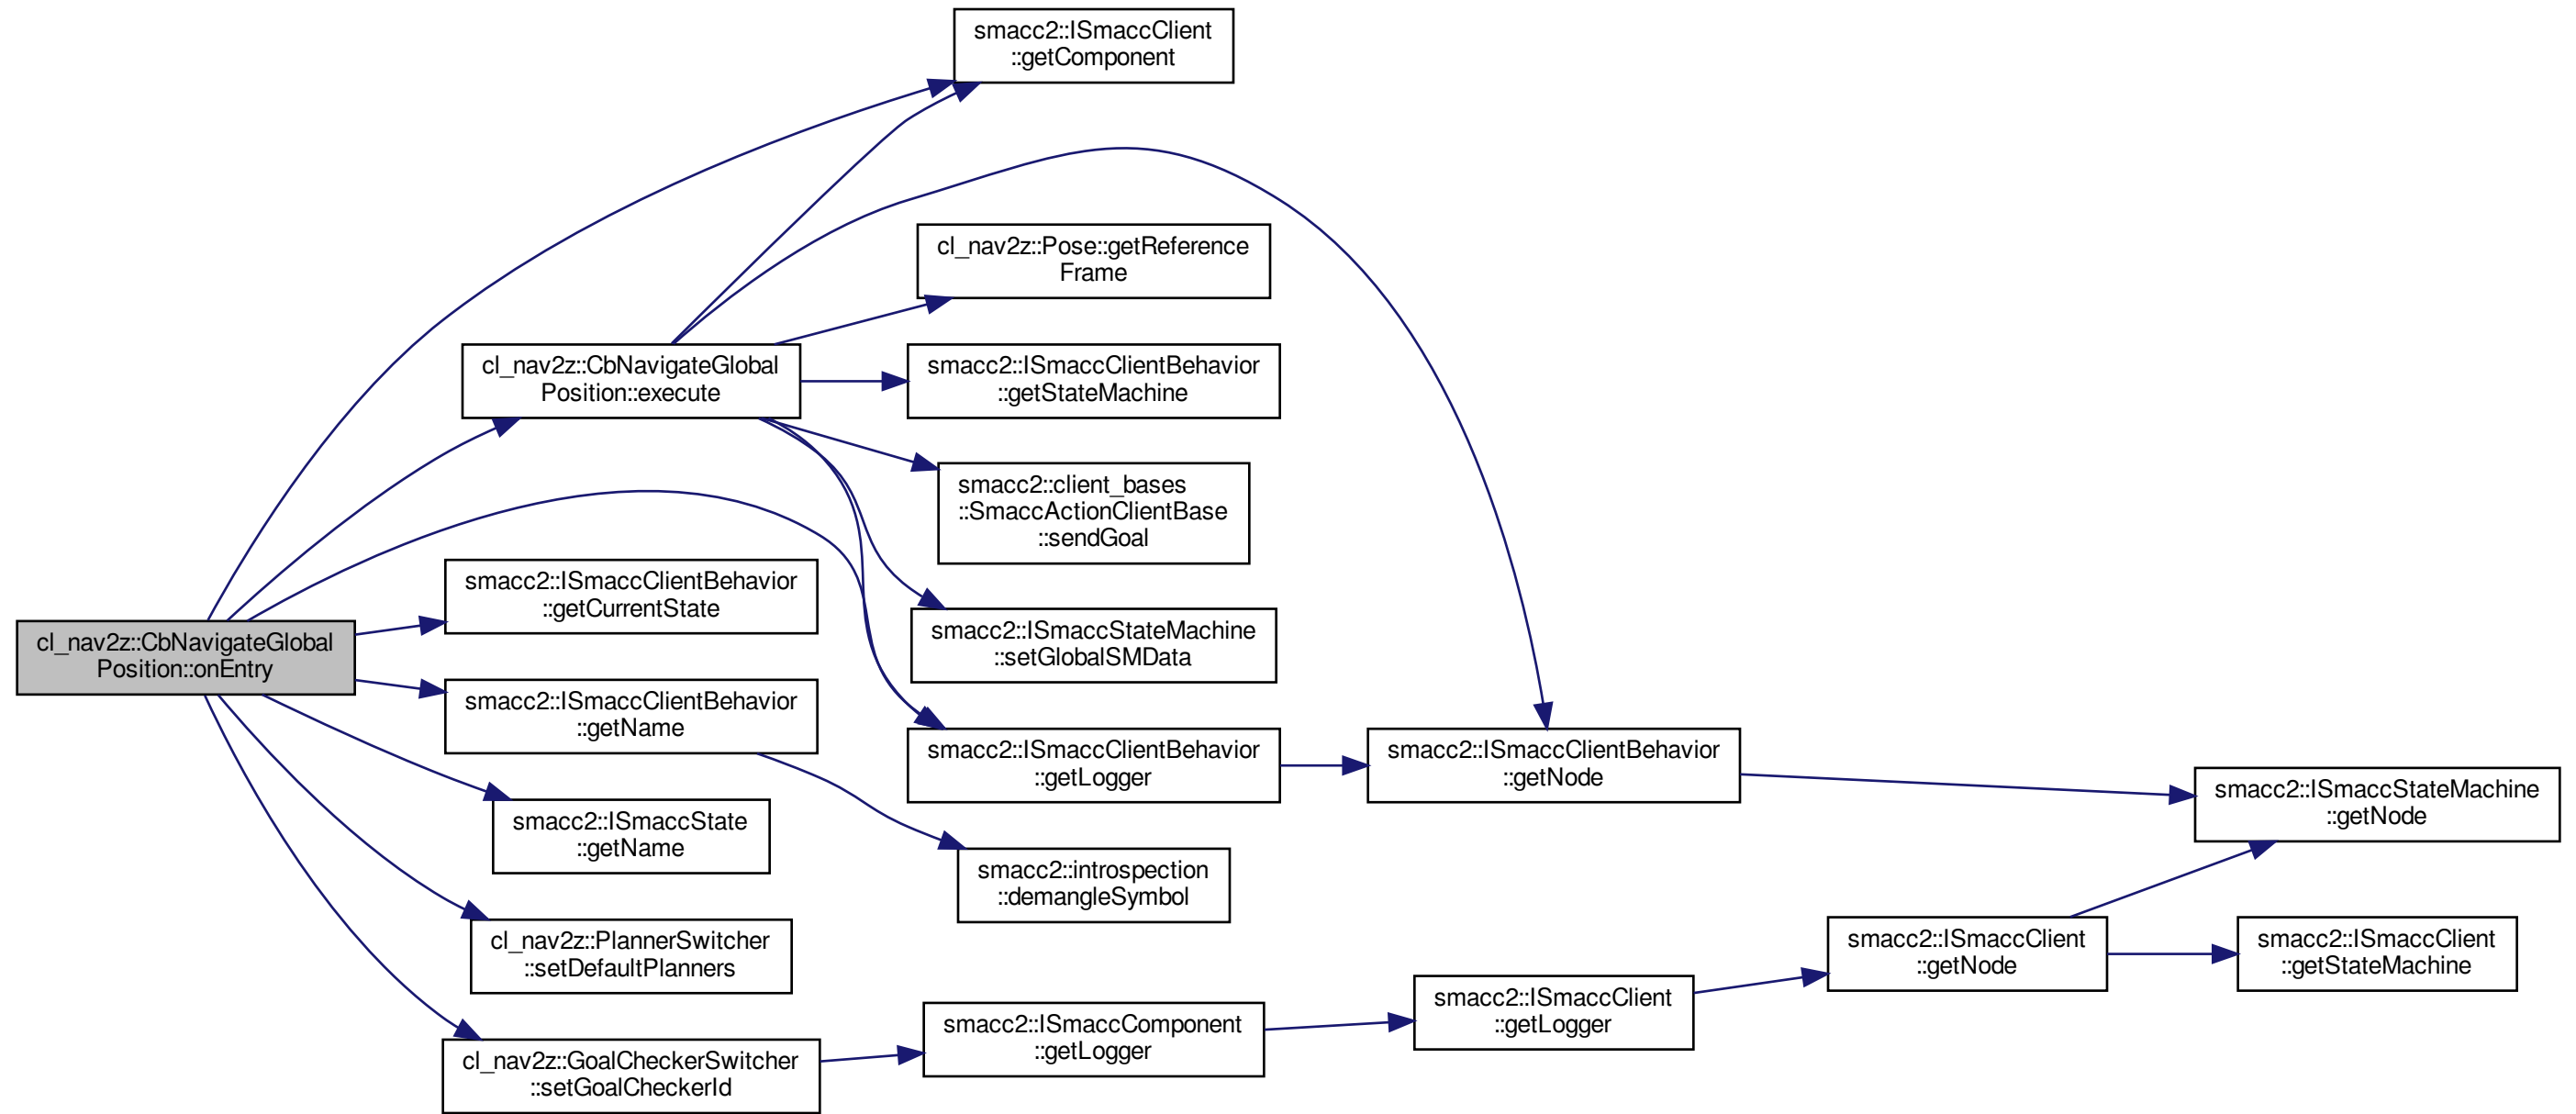 smacc2::ISmaccClient
::getComponent
cl_nav2z::Pose::getReference
Frame
cl_nav2z::CbNavigateGlobal
Position::execute
smacc2::ISmaccClientBehavior
::getStateMachine
smacc2::client_bases
::SmaccActionClientBase
::sendGoal
smacc2::ISmaccClientBehavior
::getCurrentState
smacc2::ISmaccStateMachine
::setGlobalSMData
cl_nav2z::CbNavigateGlobal
Position::onEntry
smacc2::ISmaccClientBehavior
::getName
smacc2::ISmaccClientBehavior
::getLogger
smacc2::ISmaccClientBehavior
::getNode
smacc2::ISmaccStateMachine
::getNode
smacc2::ISmaccState
::getName
smacc2::introspection
::demangleSymbol
cl_nav2z::PlannerSwitcher
::setDefaultPlanners
smacc2::ISmaccClient
::getNode
smacc2::ISmaccClient
::getStateMachine
cl_nav2z::GoalCheckerSwitcher
::setGoalCheckerId
smacc2::ISmaccComponent
::getLogger
smacc2::ISmaccClient
::getLogger